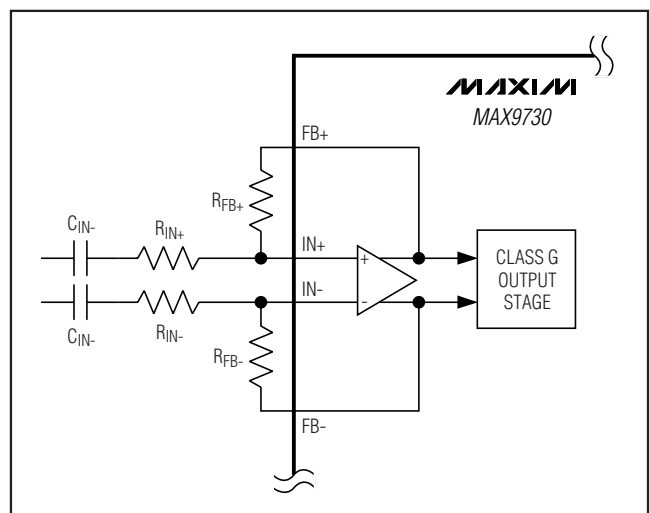 MAXIM
MAX9730
FB+
RFB+
CIN-
RIN+
IN+
+
IN-
-
CIN-
RIN-
RFB-
FB-
CLASS G
OUTPUT
STAGE